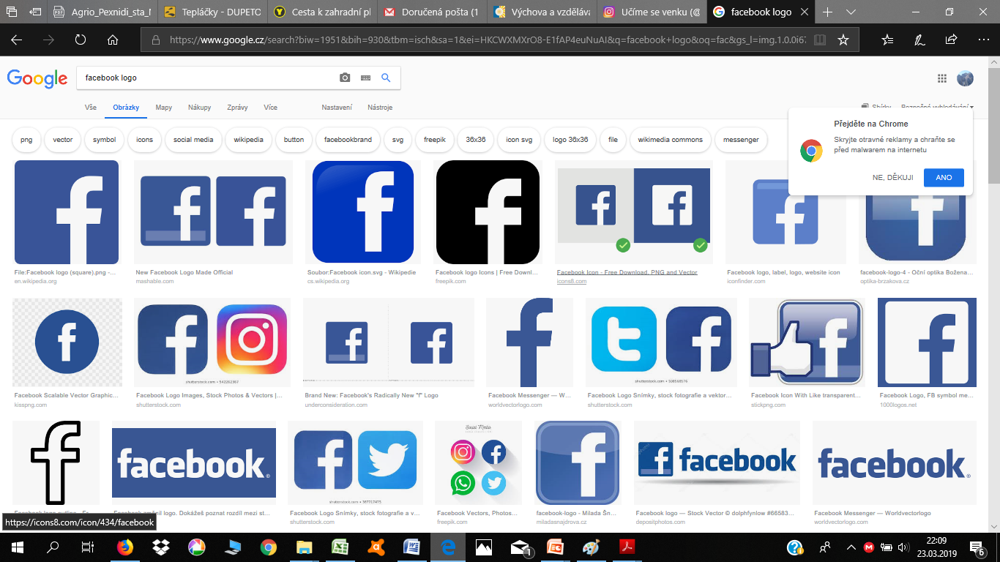 Agrio_Pexnidi_sta_N
Tepláčky - DUPETO
Cesta k zahradní pl
Doručená pošta (1
Výchova a vzděláva
Učíme se venku (@
facebook logo
https://www.google.cz/search?biw=1951&bih=930&tbm=isch&sa=1&ei=HKCWXMXrO8-E1fAP4euNuAI&q=facebook+logo&oq=fac&gs_l=img.1.0.0i67
Google
facebook logo
Vše Obrázky Mapy Nákupy Zprávy Více Nastavení Nástroje
Sbírky Bezpečné vyhledávání
Přejděte na Chrome
Skryjte otravné reklamy a chraňte se
před malwarem na internetu
NE, DĚKUJI ANO
png vector symbol icons social media wikipedia button facebookbrand svg freepik 36x36 icon svg logo 36x36 file wikimedia commons messenger
File:Facebook logo (square).png -...
en.wikipedia.org
New Facebook Logo Made Official
mashable.com
Soubor:Facebook icon.svg - Wikipedie
cs.wikipedia.org
Facebook logo Icons | Free Downl...
freepik.com
Facebook Icon - Free Download, PNG and Vector
icons8.com
Facebook logo, label, logo, website icon
iconfinder.com
facebook-logo-4 - Oční optika Božena...
optika-brzakova.cz
shutterstock.com • 542262367
shutterstock.com • 598568576
Facebook Scalable Vector Graphic...
kisspng.com
Facebook Logo Images, Stock Photos & Vectors |...
shutterstock.com
Brand New: Facebook's Radically New "f" Logo
underconsideration.com
Facebook Messenger — W...
worldvectorlogo.com
Facebook Logo Snímky, stock fotografie a vektor...
shutterstock.com
Facebook Icon With Like transparent...
stickpng.com
Facebook Logo, FB symbol me...
1000logos.net
facebook.®
Social Media
facebook
facebook.®
shutterstock.com • 387717475
Facebook změnil logo. Dokážeš poznat rozdíl mezi st...
Facebook Logo Snímky, stock fotografie a v...
shutterstock.com
Facebook Vectors, Photos...
freepik.com
facebook-logo - Milada Šn...
miladasnajdrova.cz
Facebook logo — Stock Vector © dolphfynlow #66583...
depositphotos.com
Facebook Messenger — Worldvectorlogo
worldvectorlogo.com
https://icons8.com/icon/434/facebook
1
22:09
23.03.2019
6